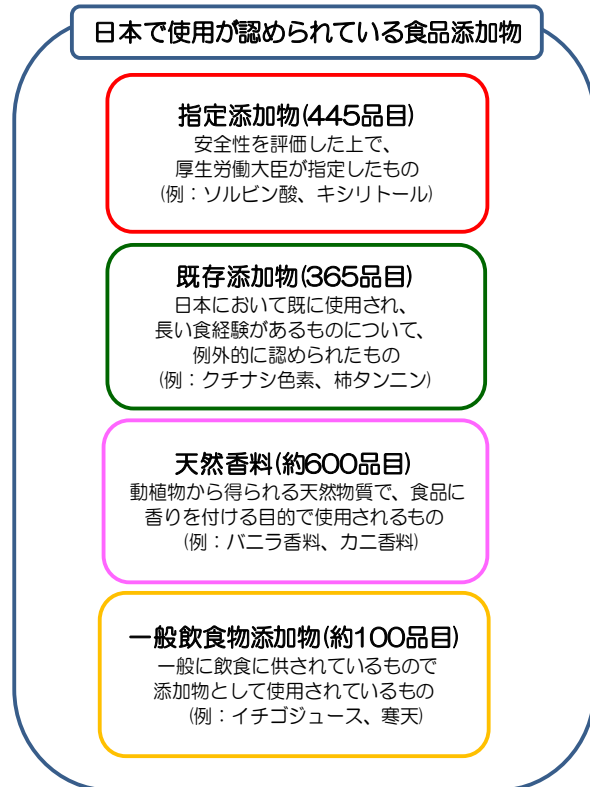 日本で使用が認められている食品添加物
指定添加物(445品目)
安全性を評価した上で、
厚生労働大臣が指定したもの
(例：ソルビン酸、キシリトール)
既存添加物(365品目)
日本において既に使用され、
長い食経験があるものについて、
例外的に認められたもの
(例：クチナシ色素、柿タンニン)
天然香料(約600品目)
動植物から得られる天然物質で、食品に
香りを付ける目的で使用されるもの
(例：バニラ香料、カニ香料)
一般飲食物添加物(約100品目)
一般に飲食に供されているもので
添加物として使用されているもの
(例：イチゴジュース、寒天)